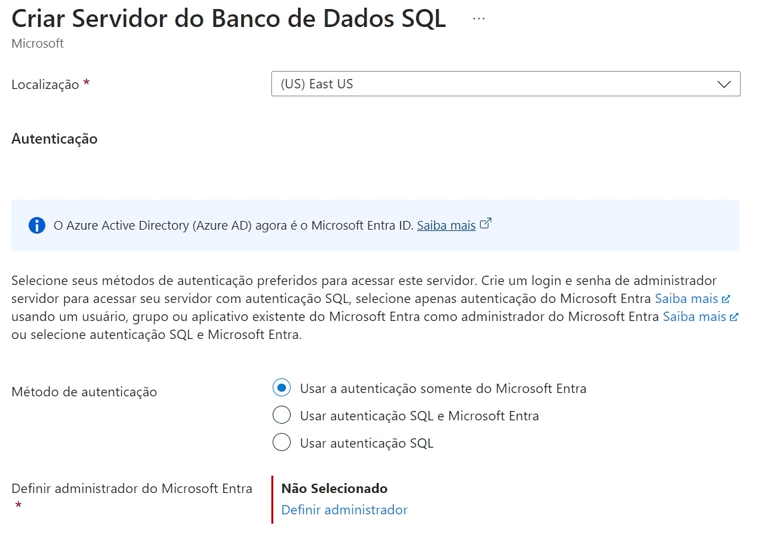 Criar Servidor do Banco de Dados SQL ...
Microsoft
Localização *
(US) East US
Autenticação
O Azure Active Directory (Azure AD) agora é o Microsoft Entra ID. Saiba mais
Selecione seus métodos de autenticação preferidos para acessar este servidor. Crie um login e senha de administrador
servidor para acessar seu servidor com autenticação SQL, selecione apenas autenticação do Microsoft Entra Saiba mais
usando um usuário, grupo ou aplicativo existente do Microsoft Entra como administrador do Microsoft Entra Saiba mais
ou selecione autenticação SQL e Microsoft Entra.
Método de autenticação
Usar a autenticação somente do Microsoft Entra
Usar autenticação SQL e Microsoft Entra
Usar autenticação SQL
Definir administrador do Microsoft Entra
*
Não Selecionado
Definir administrador